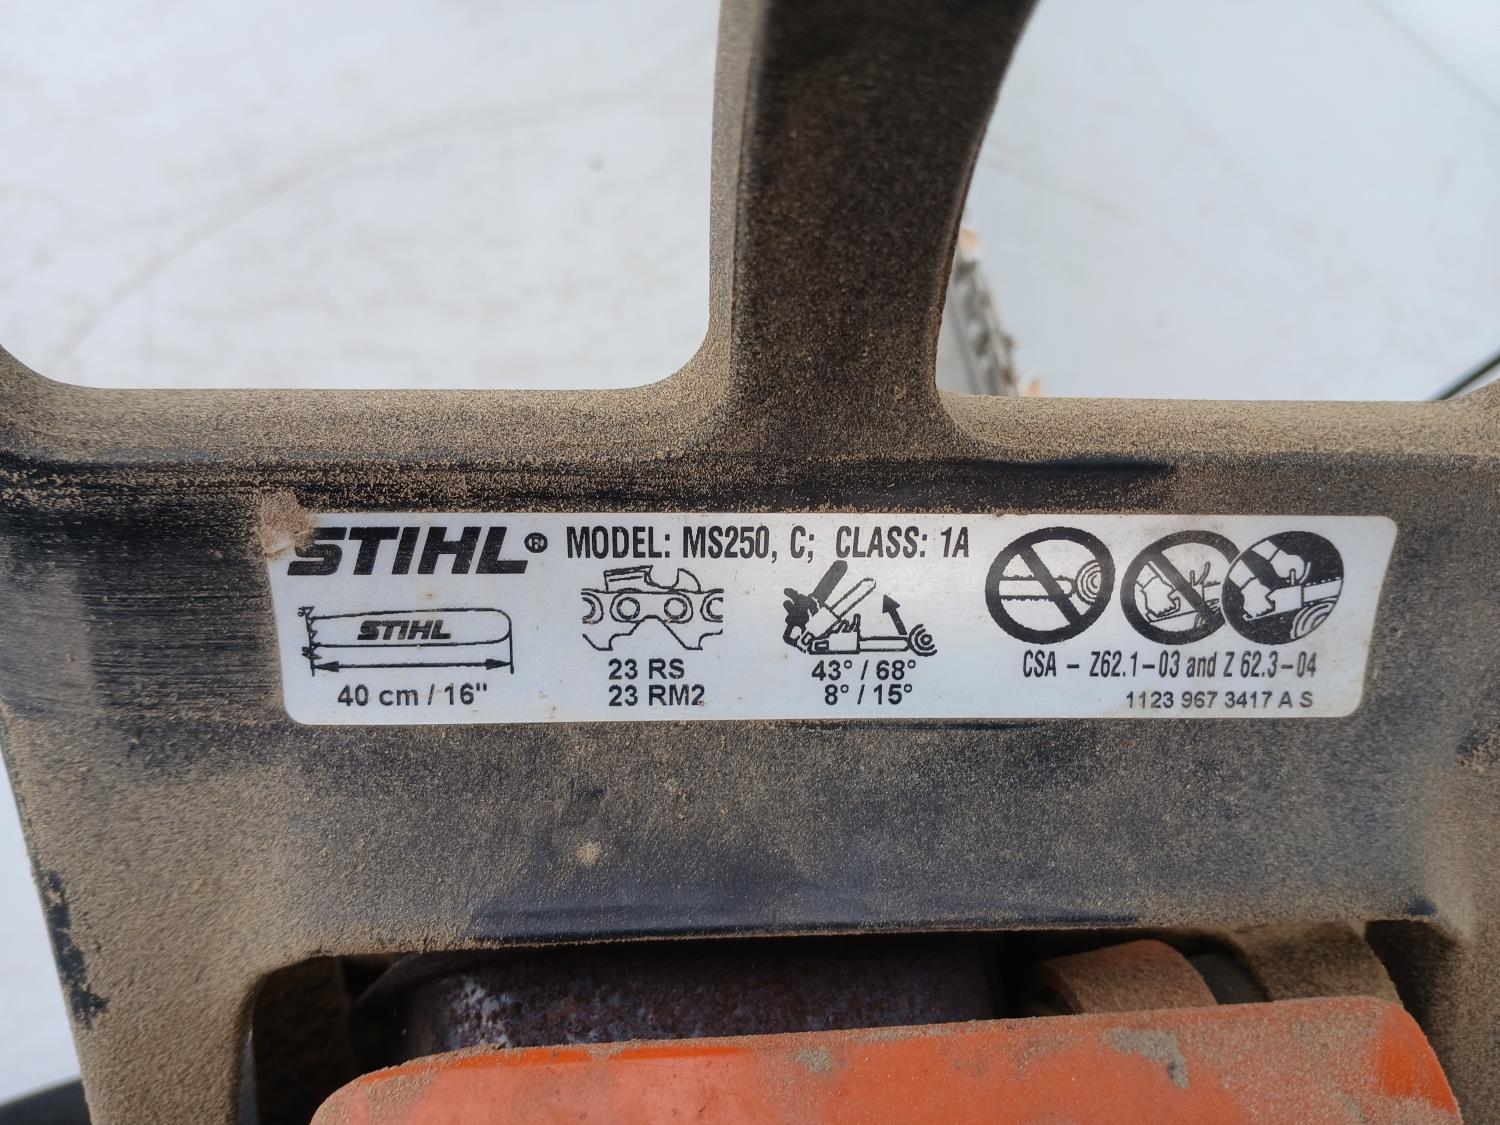 STIHL® MODEL: MS250, C; CLASS: 1A
STIHL
40 cm / 16"
23 RS
23 RM2
43° / 68°
8° / 15°
CSA - Z62.1-03 and Z 62.3-04
1123 967 3417 A S